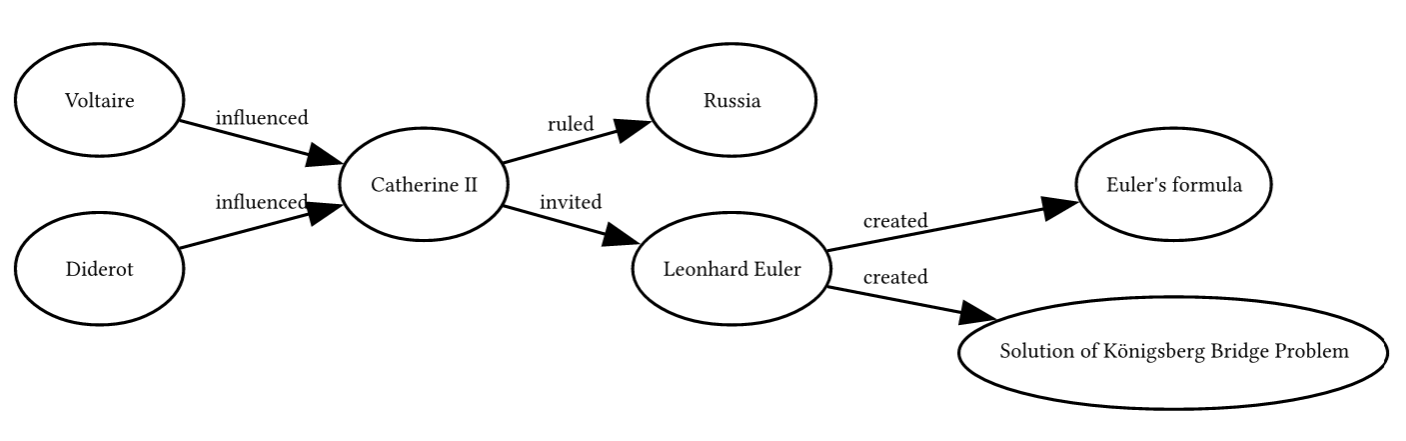 Voltaire
influenced
Russia
ruled
Catherine II
Euler's formula
influenced
invited
created
Diderot
Leonhard Euler
created
Solution of Königsberg Bridge Problem